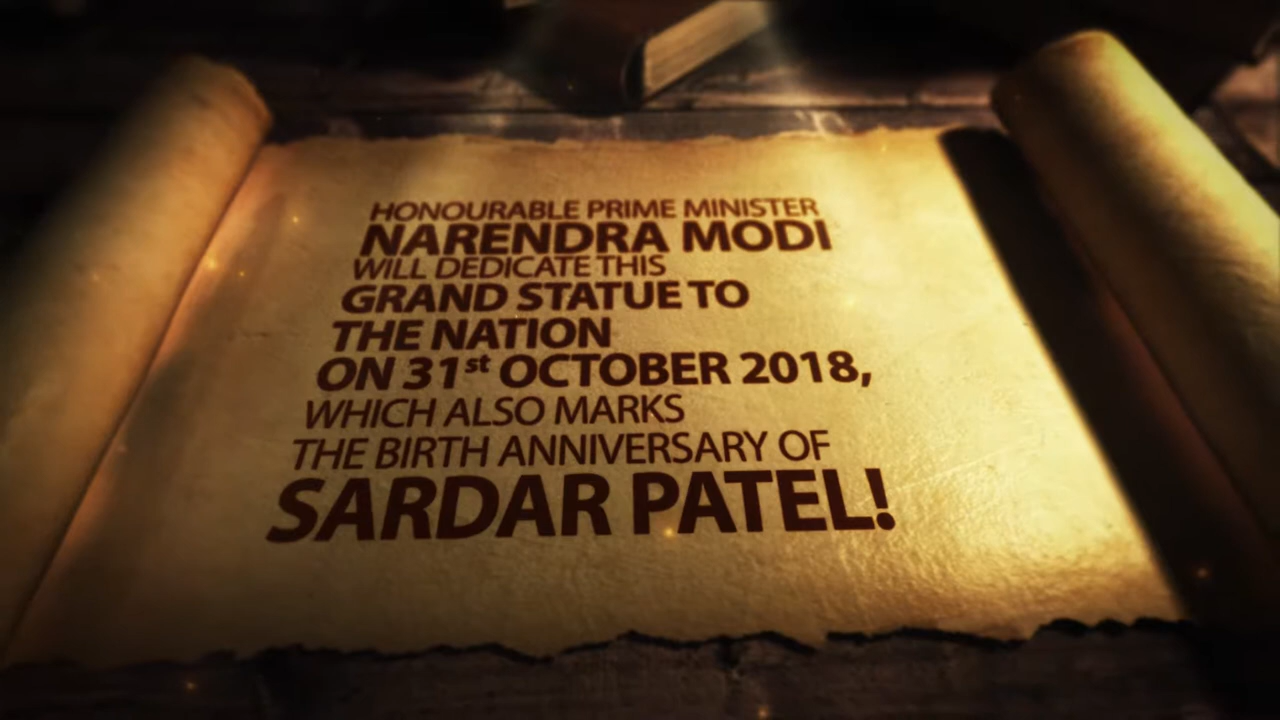 HONOURABLE PRIME MINISTER
NARENDRA MODI
WILL DEDICATE THIS
GRAND STATUE TO
THE NATION
ON 31st OCTOBER 2018,
WHICH ALSO MARKS
THE BIRTH ANNIVERSARY OF
SARDAR PATEL!